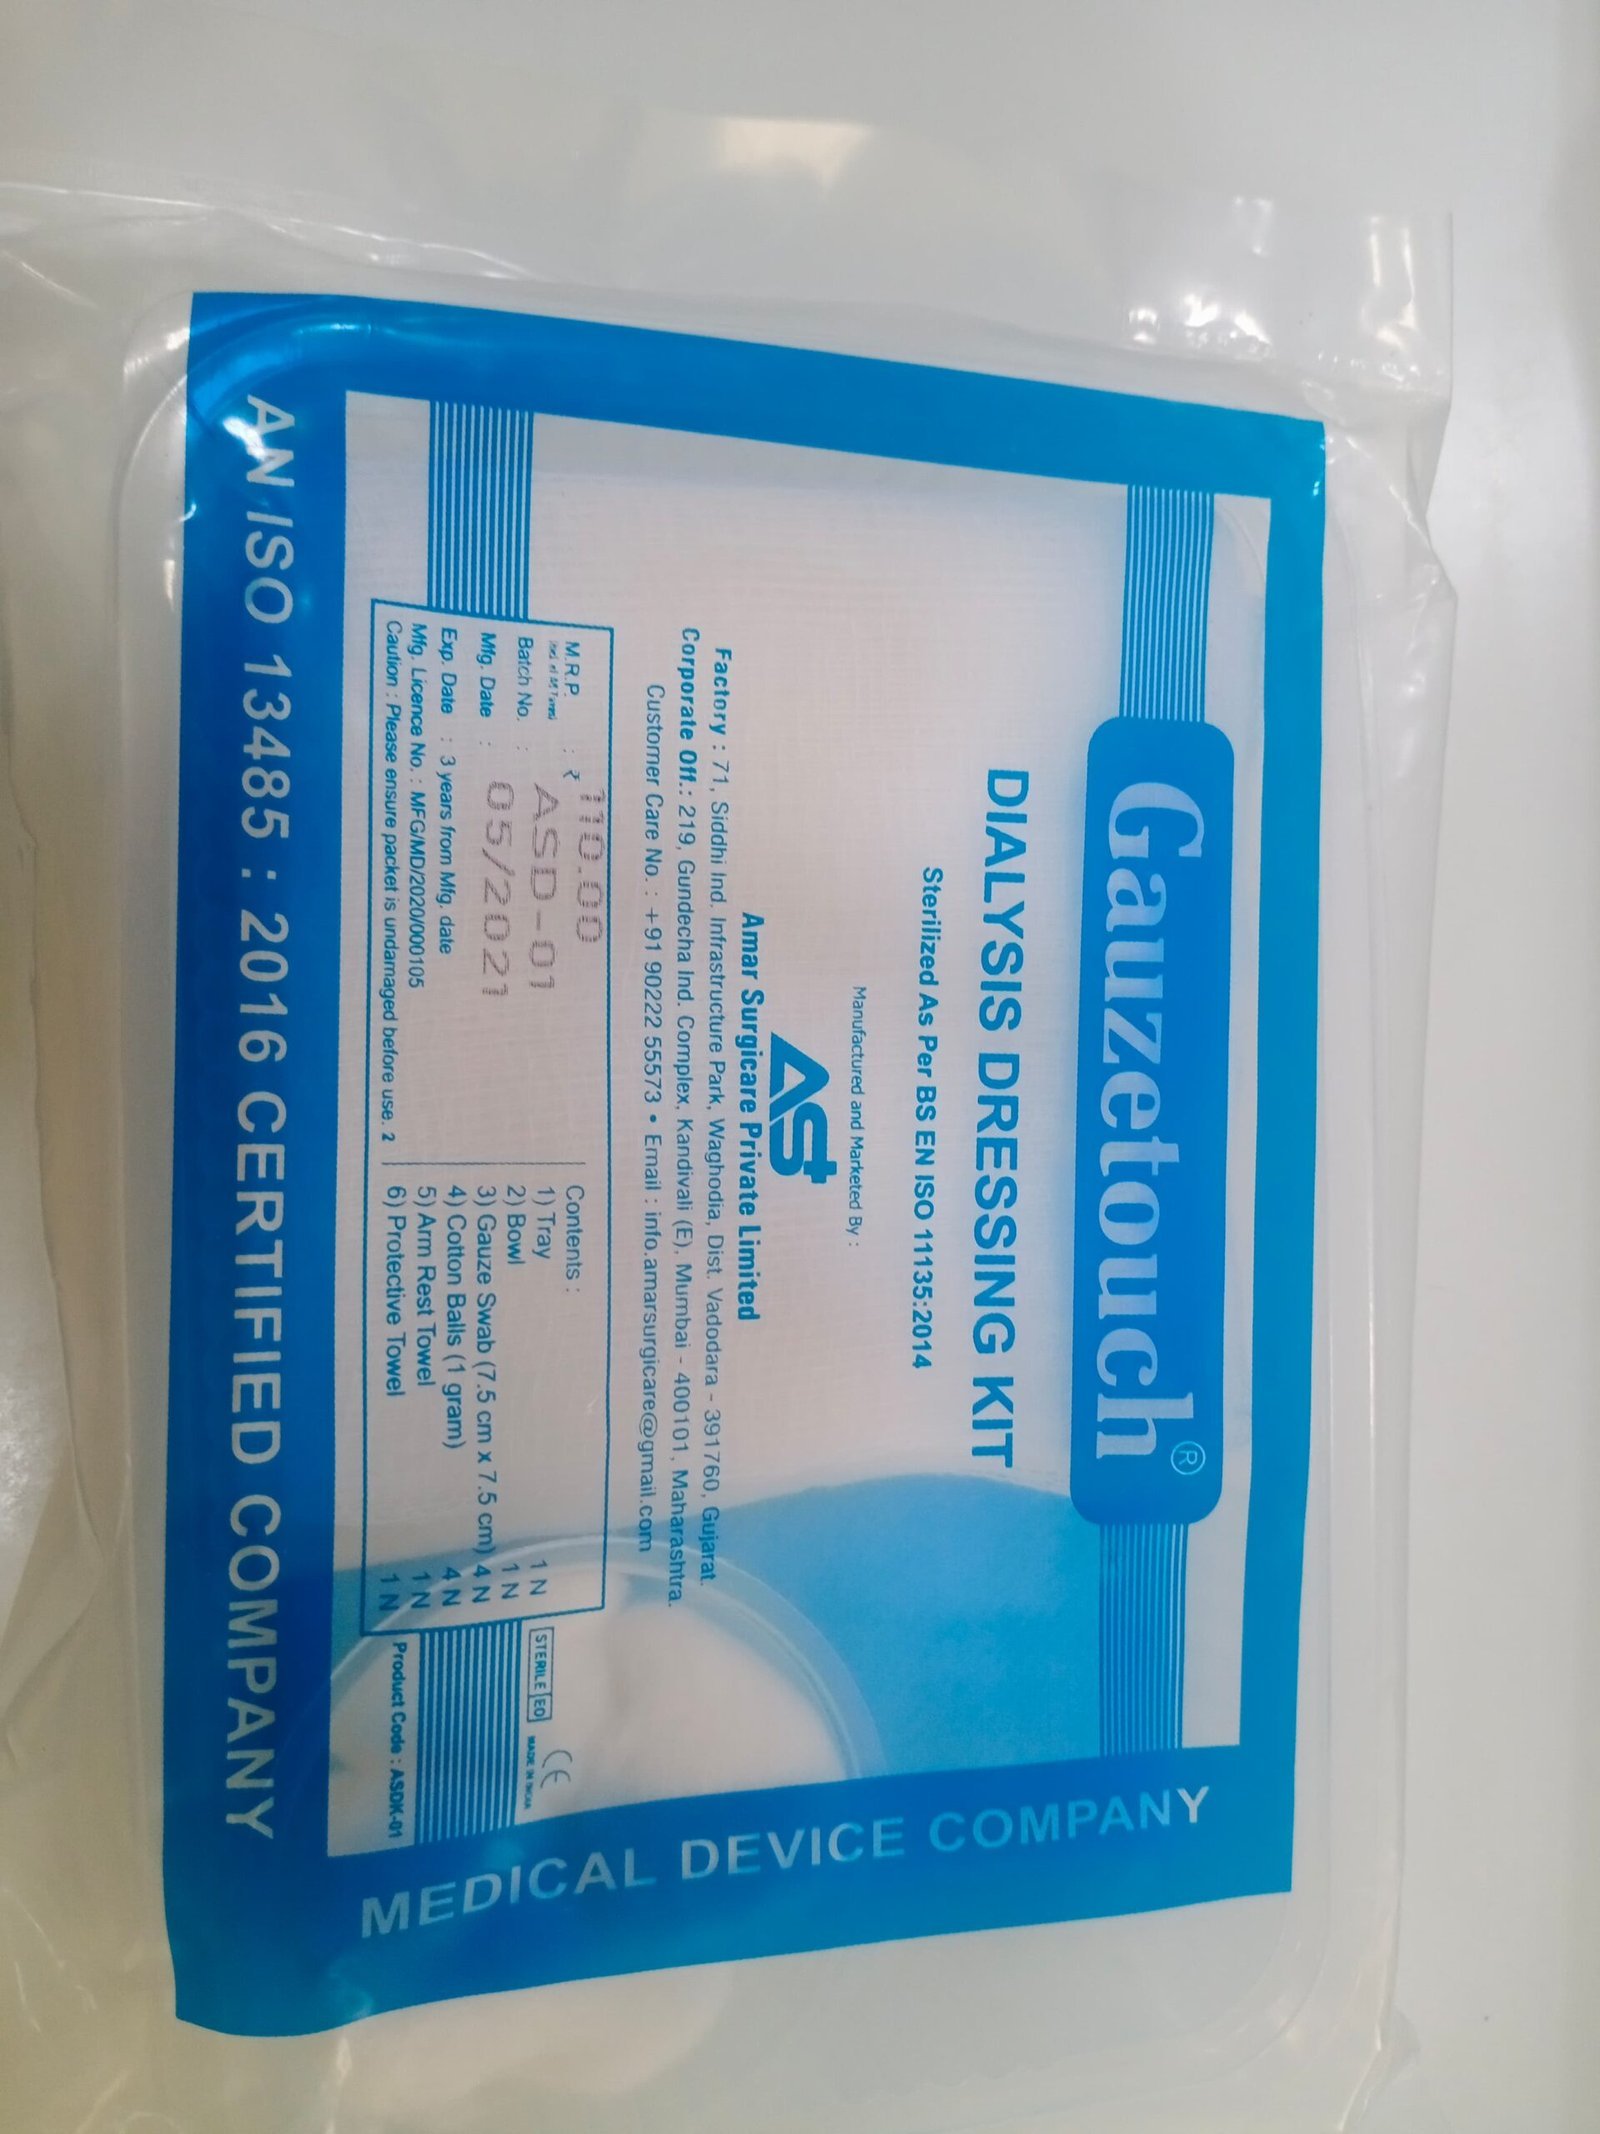 Gauzetouch®
DIALYSIS DRESSING KIT
Sterilized As Per BS EN ISO 11135:2014
Manufactured and Marketed By :
AS
Amar Surgicare Private Limited
Factory : 71, Siddhi Ind. Infrastructure Park, Waghodia, Dist. Vadodara - 391760, Gujarat.
Corporate Off.: 219, Gundecha Ind. Complex, Kandivali (E), Mumbai - 400101, Maharashtra.
Customer Care No. : +91 90222 55573 • Email : info.amarsurgicare@gmail.com
M.R.P. : ₹ 110.00
Batch No. : ASD-01
Mfg. Date : 05/2021
Exp. Date : 3 years from Mfg. date
Mfg. Licence No. : MFG/MD/2020/000105
Caution : Please ensure packet is undamaged before use. 2
Contents :
1) Tray 1 N
2) Bowl 1 N
3) Gauze Swab (7.5 cm x 7.5 cm) 4 N
4) Cotton Balls (1 gram) 4 N
5) Arm Rest Towel 1 N
6) Protective Towel 1 N
STERILE EO
CE
MADE IN INDIA
Product Code : ASDK-01
AN ISO 13485 : 2016 CERTIFIED COMPANY
MEDICAL DEVICE COMPANY